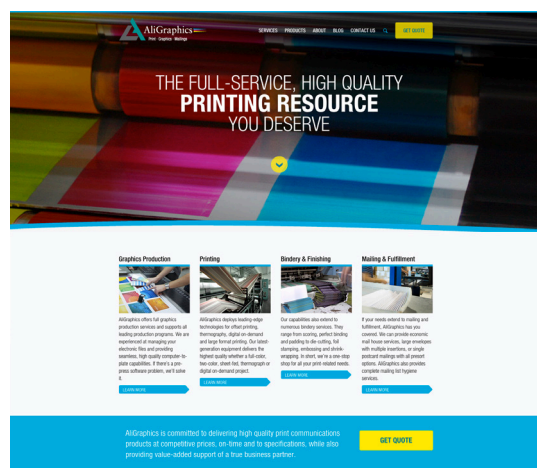 AliGraphics
Print Graphics Mailings
SERVICES PRODUCTS ABOUT BLOG CONTACT US GET QUOTE
THE FULL-SERVICE, HIGH QUALITY
PRINTING RESOURCE
YOU DESERVE
Graphics Production
AliGraphics offers full graphics
production services and supports all
leading production programs. We are
experienced at managing your
electronic files and providing
seamless, high quality computer-to-
plate capabilities. If there's a pre-
press software problem, we'll solve
it.
LEARN MORE
Printing
AliGraphics deploys leading-edge
technologies for offset printing,
thermography, digital on-demand
and large format printing. Our latest-
generation equipment delivers the
highest quality whether a full-color,
two-color, sheet-fed, thermograph or
digital on-demand project.
LEARN MORE
Bindery & Finishing
Our capabilities also extend to
numerous bindery services. They
range from scoring, perfect binding
and padding to die-cutting, foil
stamping, embossing and shrink-
wrapping. In short, we're a one-stop
shop for all your print-related needs.
LEARN MORE
Mailing & Fulfillment
If your needs extend to mailing and
fulfillment, AliGraphics has you
covered. We can provide economic
mail house services, large envelopes
with multiple insertions, or single
postcard mailings with all presort
options. AliGraphics also provides
complete mailing list hygiene
services.
LEARN MORE
AliGraphics is committed to delivering high quality print communications
products at competitive prices, on-time and to specifications, while also
providing value-added support of a true business partner.
GET QUOTE